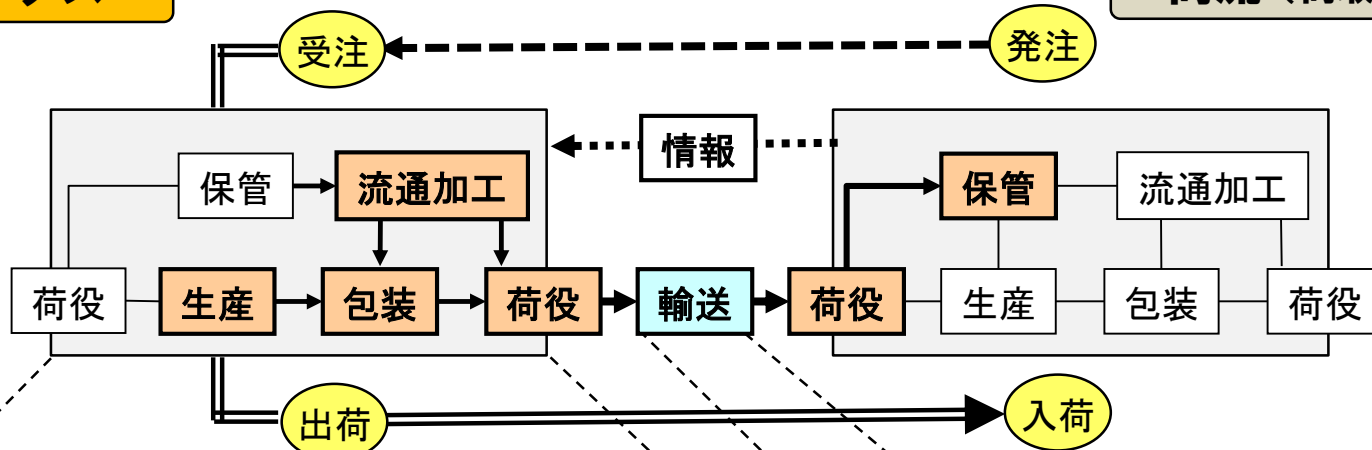 受注
発注
情報
保管
流通加工
保管
流通加工
荷役
生産
包装
荷役
輸送
荷役
生産
包装
荷役
出荷
入荷